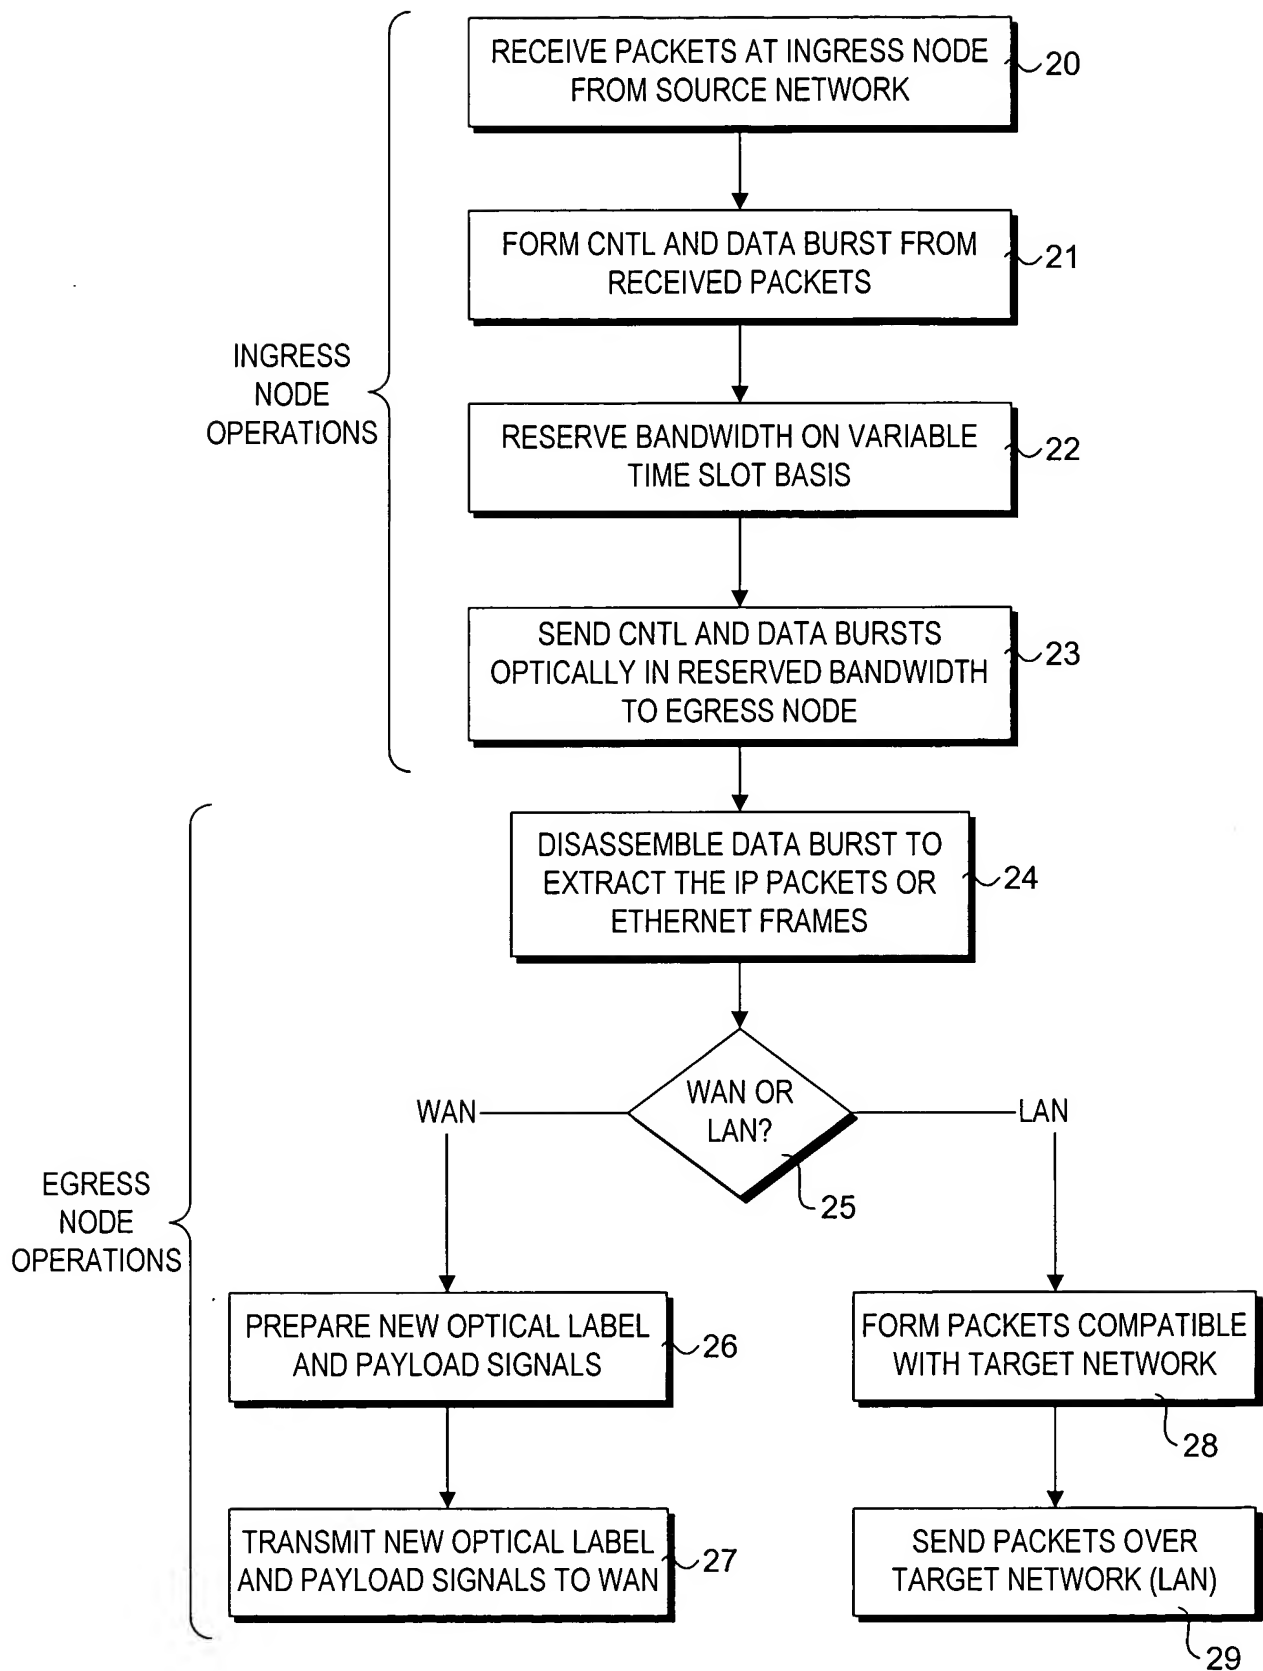 RECEIVE PACKETS AT INGRESS NODE
FROM SOURCE NETWORK
20
FORM CNTL AND DATA BURST FROM
RECEIVED PACKETS
21
INGRESS
NODE
OPERATIONS
RESERVE BANDWIDTH ON VARIABLE
TIME SLOT BASIS
22
SEND CNTL AND DATA BURSTS
OPTICALLY IN RESERVED BANDWIDTH
TO EGRESS NODE
23
DISASSEMBLE DATA BURST TO
EXTRACT THE IP PACKETS OR
ETHERNET FRAMES
24
WAN
WAN OR
LAN?
LAN
25
EGRESS
NODE
OPERATIONS
PREPARE NEW OPTICAL LABEL
AND PAYLOAD SIGNALS
26
FORM PACKETS COMPATIBLE
WITH TARGET NETWORK
28
TRANSMIT NEW OPTICAL LABEL
AND PAYLOAD SIGNALS TO WAN
27
SEND PACKETS OVER
TARGET NETWORK (LAN)
29